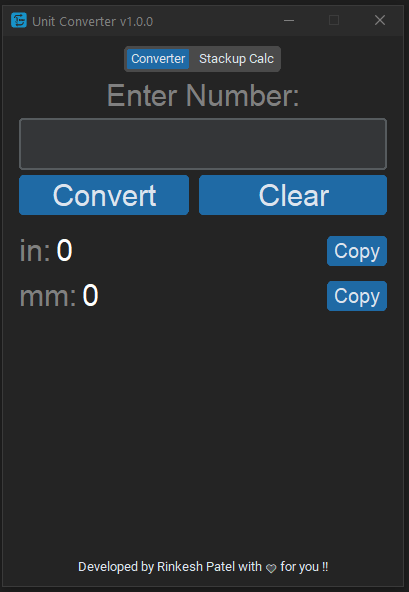 Unit Converter v1.0.0
Converter Stackup Calc
Enter Number:
Convert Clear
in: 0 Copy
mm: 0 Copy
Developed by Rinkesh Patel with 🤍 for you !!